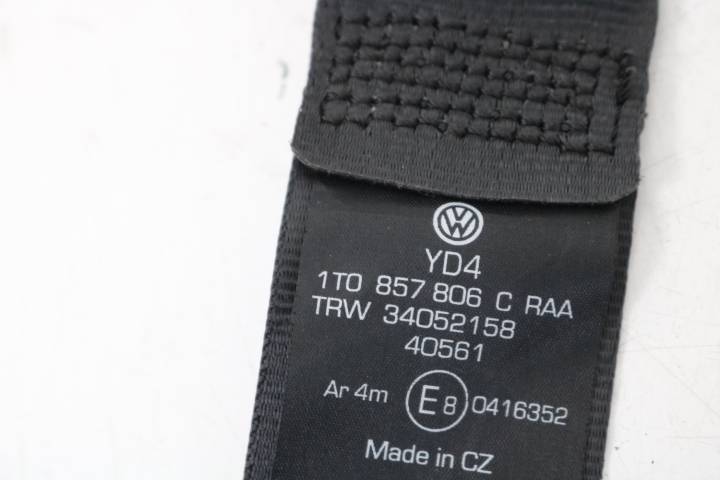 YD4
1T0 857 806 C RAA
TRW 34052158
40561
Ar 4m E8 0416352
Made in CZ